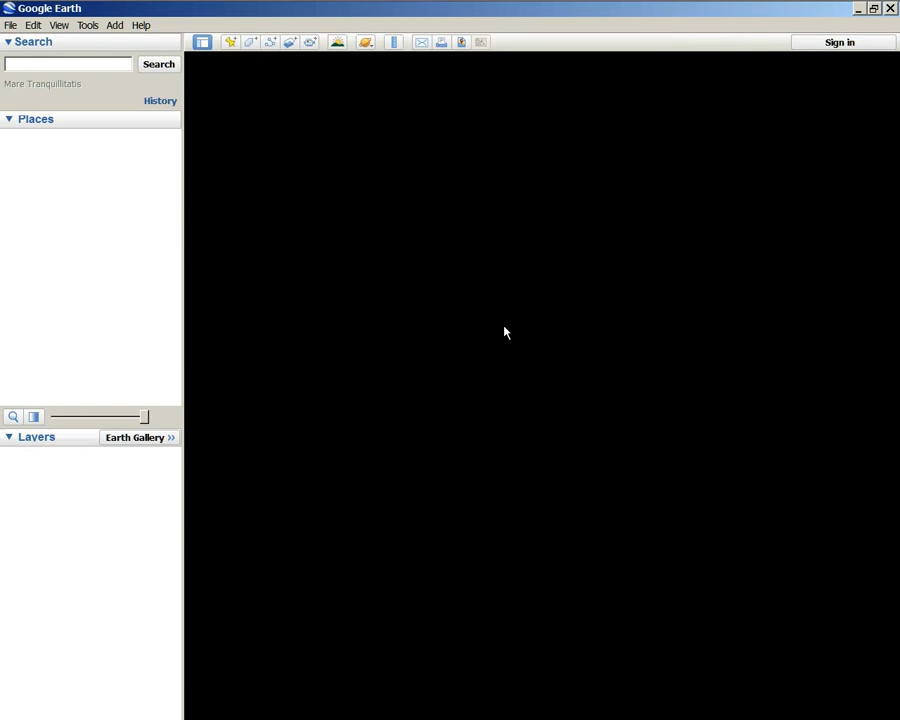 Google Earth
File Edit View Tools Add Help
Search
Sign in
Search
Mare Tranquillitatis
History
Places
Layers
Earth Gallery »